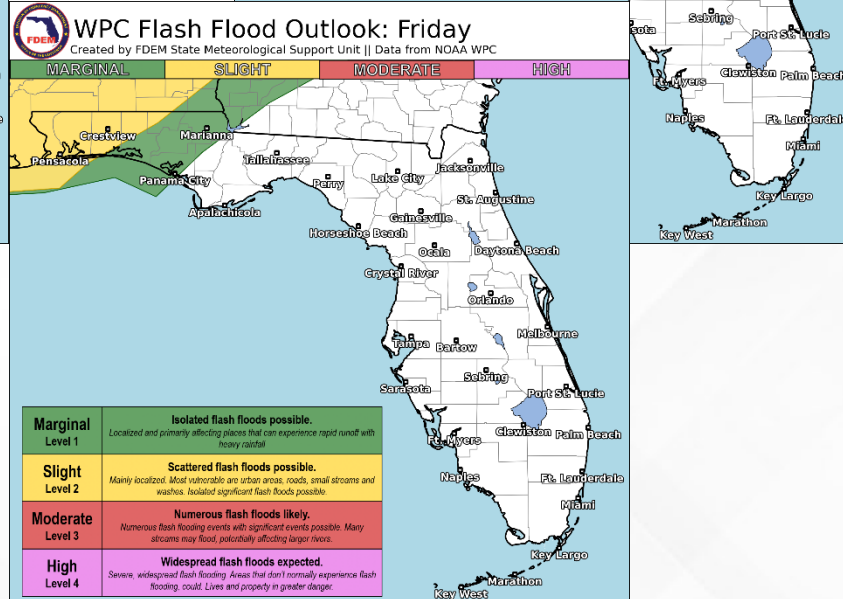 FDEM
WPC Flash Flood Outlook: Friday
Created by FDEM State Meteorological Support Unit || Data from NOAA WPC
MARGINAL SLIGHT MODERATE HIGH
Crestview
Marianna
Pensacola
Tallahassee
Panama City
Perry
Lake City
Jacksonville
Apalachicola
St. Augustine
Gainesville
Horseshoe Beach
Ocala
Daytona Beach
Crystal River
Orlando
Tampa
Bartow
Melbourne
Sebring
Sarasota
Port St. Lucie
Clewiston
Palm Beach
Ft. Myers
Naples
Ft. Lauderdale
Miami
Key Largo
Marathon
Key West
Marginal
Level 1
Isolated flash floods possible.
Localized and primarily affecting places that can experience rapid runoff with
heavy rainfall
Slight
Level 2
Scattered flash floods possible.
Mainly localized. Most vulnerable are urban areas, roads, small streams and
washes. Isolated significant flash floods possible.
Moderate
Level 3
Numerous flash floods likely.
Numerous flash flooding events with significant events possible. Many
streams may flood, potentially affecting larger rivers.
High
Level 4
Widespread flash floods expected.
Severe, widespread flash flooding. Areas that don't normally experience flash
flooding, could. Lives and property in greater danger.
Sebring
sota
Port St. Lucie
Clewiston
Palm Beach
Ft. Myers
Naples
Ft. Lauderdale
Miami
Key Largo
Marathon
Key West